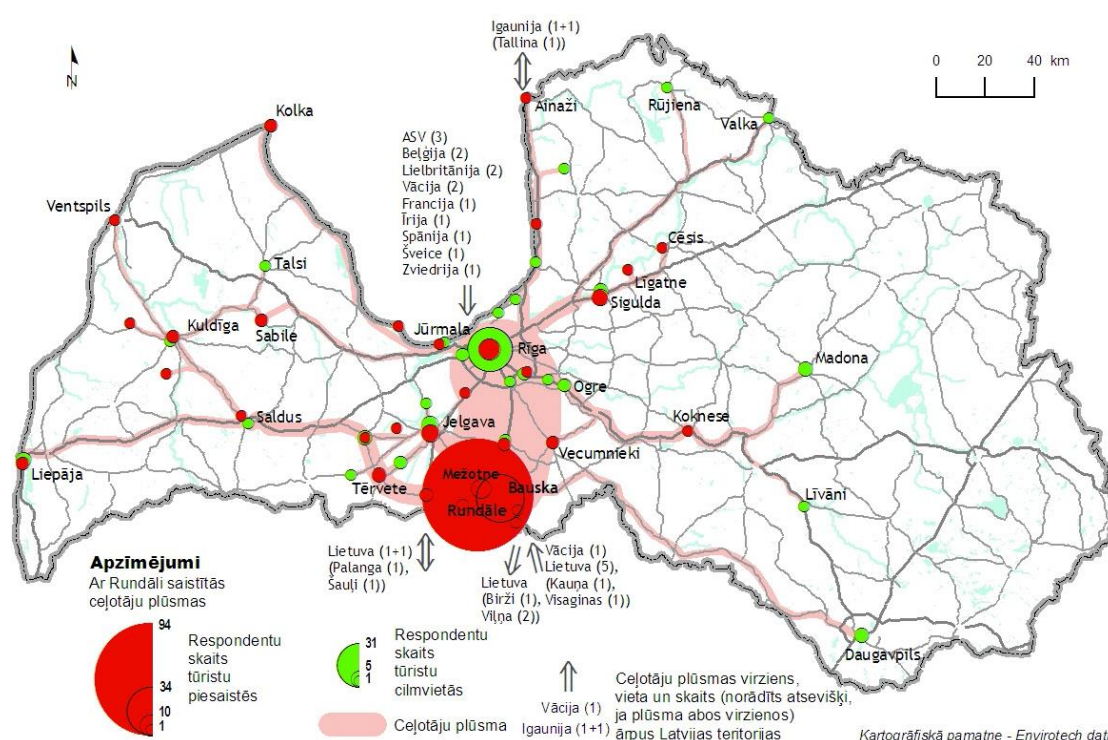 Igaunija (1+1)
(Tallina (1))
N
0 20 40 km
Kolka
Ainaži
Rūjiena
Valka
ASV (3)
Beļģija (2)
Lielbritānija (2)
Vācija (2)
Francija (1)
Īrija (1)
Spānija (1)
Šveice (1)
Zviedrija (1)
Ventspils
Talsi
Cēsis
Līgatne
Sigulda
Kuldīga
Sabile
Jūrmala
Rīga
Madona
Ogre
Saldus
Jelgava
Koknese
Vecumnieki
Liepāja
Tērvete
Mežotne
Bauska
Rundāle
Līvāni
Daugavpils
Lietuva (1+1)
(Palanga (1),
Šauļi (1))
Lietuva
(Birži (1),
Viļņa (2))
Vācija (1)
Lietuva (5),
(Kauņa (1),
Visaginas (1))
Apzīmējumi
Ar Rundāli saistītās
ceļotāju plūsmas
94
34
10
1
Respondentu
skaits
tūristu
piesaistēs
31
5
1
Respondentu
skaits
tūristu
cilmvietās
Ceļotāju plūsma
Vācija (1)
Igaunija (1+1)
Ceļotāju plūsmas virziens,
vieta un skaits (norādīts atsevišķi,
ja plūsma abos virzienos)
ārpus Latvijas teritorijas
Kartogrāfiskā pamatne - Envirotech dati